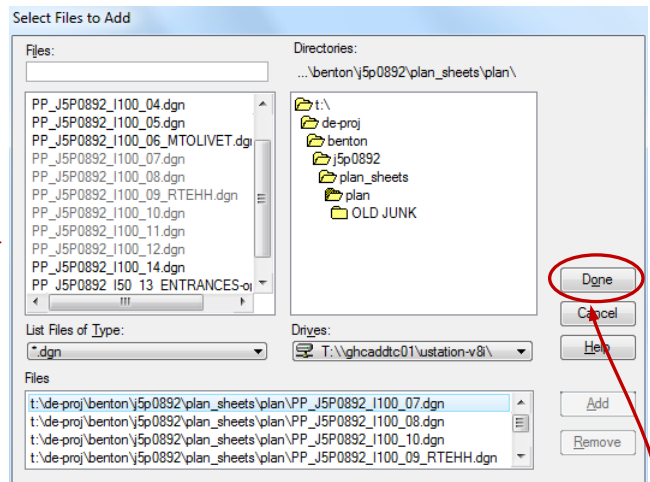 Select Files to Add
Files:
Directories:
...\benton\j5p0892\plan_sheets\plan\
PP_J5P0892_I100_04.dgn
PP_J5P0892_I100_05.dgn
PP_J5P0892_I100_06_MTOLIVET.dg
PP_J5P0892_I100_07.dgn
PP_J5P0892_I100_08.dgn
PP_J5P0892_I100_09_RTEHH.dgn
PP_J5P0892_I100_10.dgn
PP_J5P0892_I100_11.dgn
PP_J5P0892_I100_12.dgn
PP_J5P0892_I100_14.dgn
PP_J5P0892_I50_13_ENTRANCES-o
t:\
de-proj
benton
j5p0892
plan_sheets
plan
OLD JUNK
Done
Cancel
Help
List Files of Type:
*.dgn
Drives:
T: \\ghcaddtc01\ustation-v8i\
Files
t:\de-proj\benton\j5p0892\plan_sheets\plan\PP_J5P0892_I100_07.dgn
t:\de-proj\benton\j5p0892\plan_sheets\plan\PP_J5P0892_I100_08.dgn
t:\de-proj\benton\j5p0892\plan_sheets\plan\PP_J5P0892_I100_10.dgn
t:\de-proj\benton\j5p0892\plan_sheets\plan\PP_J5P0892_I100_09_RTEHH.dgn
Add
Remove